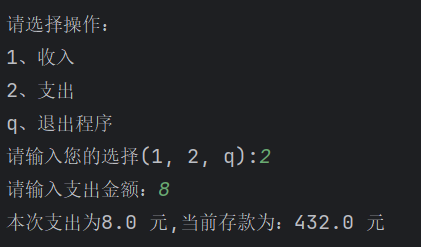 请选择操作：
1、收入
2、支出
q、退出程序
请输入您的选择(1, 2, q):2
请输入支出金额：8
本次支出为8.0 元,当前存款为：432.0 元